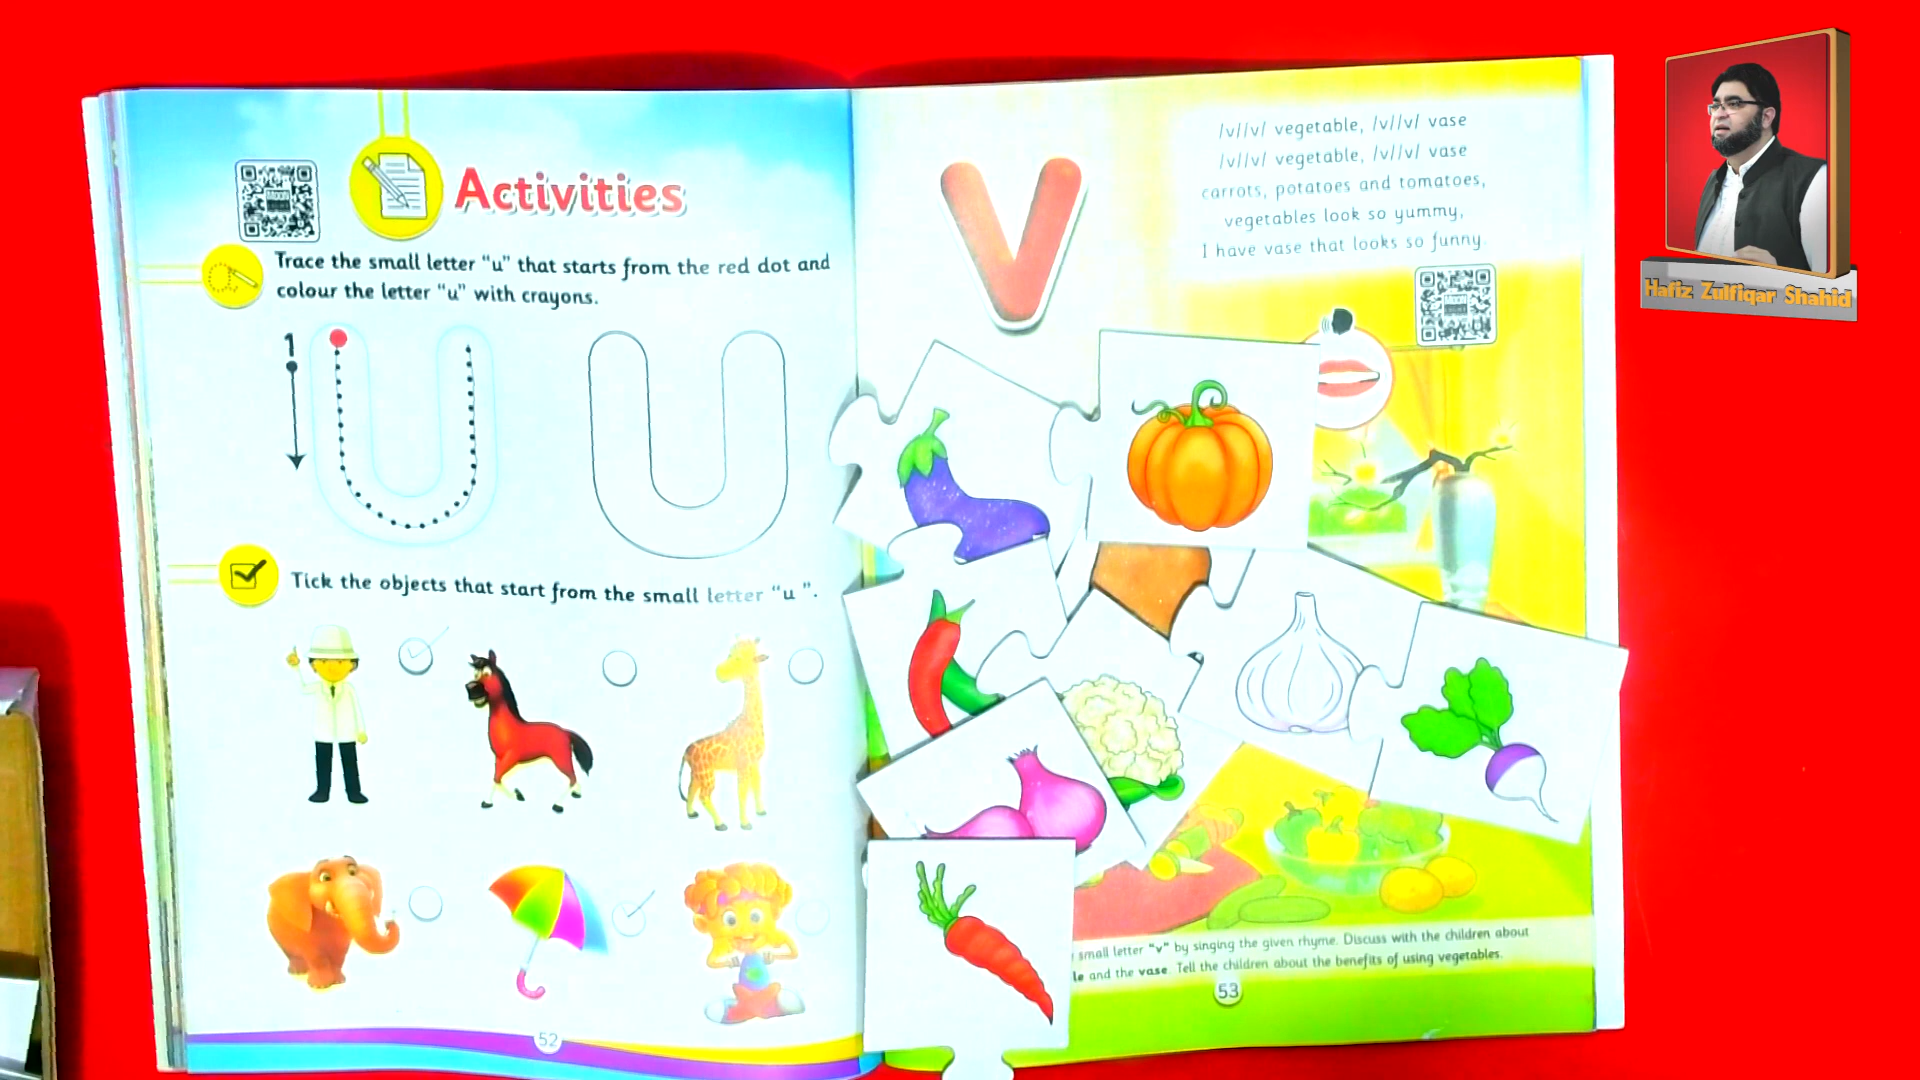 Activities
Trace the small letter “u” that starts from the red dot and
colour the letter “u” with crayons.
1
Tick the objects that start from the small letter “u ”.
52
v
/v//v/ vegetable, /v//v/ vase
/v//v/ vegetable, /v//v/ vase
carrots, potatoes and tomatoes,
vegetables look so yummy,
I have vase that looks so funny.
small letter “v” by singing the given rhyme. Discuss with the children about
and the vase. Tell the children about the benefits of using vegetables.
53
Hafiz Zulfiqar Shahid